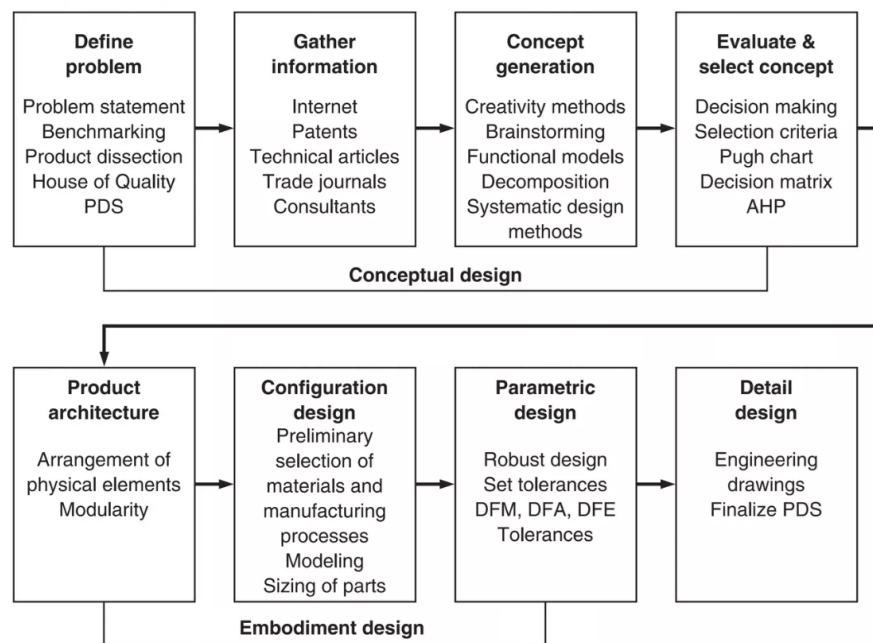 Define
problem
Problem statement
Benchmarking
Product dissection
House of Quality
PDS
Gather
information
Internet
Patents
Technical articles
Trade journals
Consultants
Concept
generation
Creativity methods
Brainstorming
Functional models
Decomposition
Systematic design
methods
Evaluate &
select concept
Decision making
Selection criteria
Pugh chart
Decision matrix
AHP
Conceptual design
Product
architecture
Arrangement of
physical elements
Modularity
Configuration
design
Preliminary
selection of
materials and
manufacturing
processes
Modeling
Sizing of parts
Parametric
design
Robust design
Set tolerances
DFM, DFA, DFE
Tolerances
Detail
design
Engineering
drawings
Finalize PDS
Embodiment design